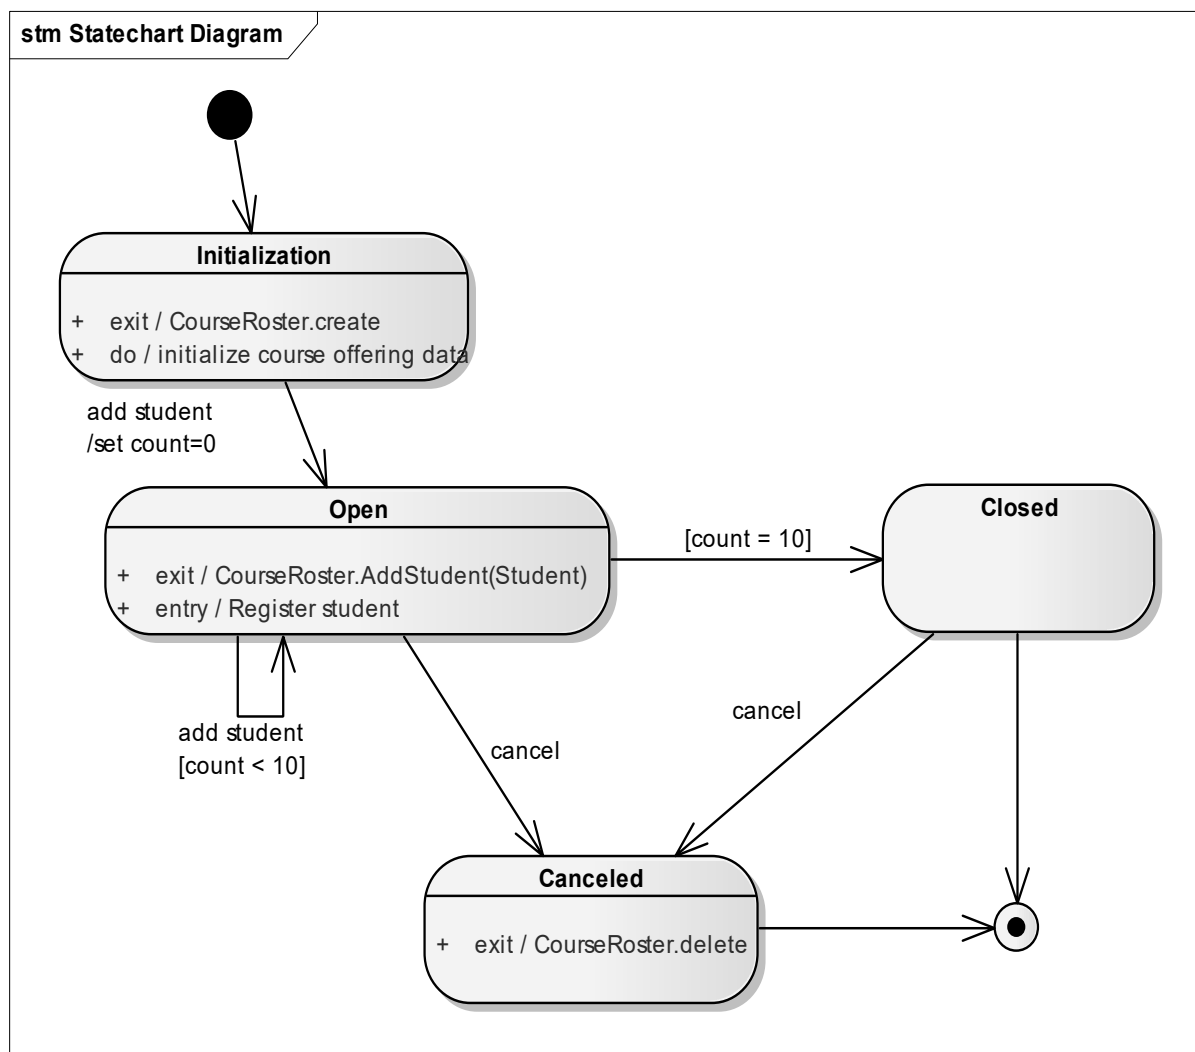 stm Statechart Diagram
Initialization
+ exit / CourseRoster.create
+ do / initialize course offering data
add student
/set count=0
Open
+ exit / CourseRoster.AddStudent(Student)
+ entry / Register student
[count = 10]
Closed
add student
[count < 10]
cancel
cancel
Canceled
+ exit / CourseRoster.delete